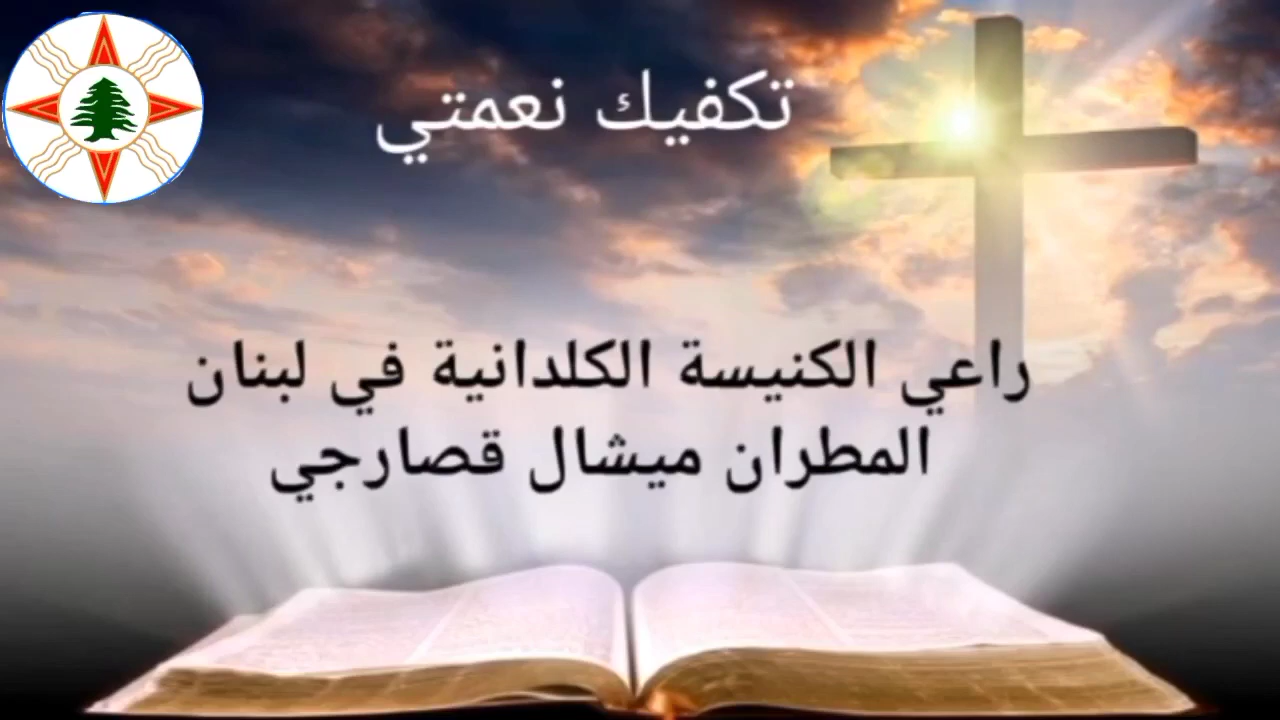 تكفيك نعمتي
راعي الكنيسة الكلدانية في لبنان
المطران ميشال قصارجي